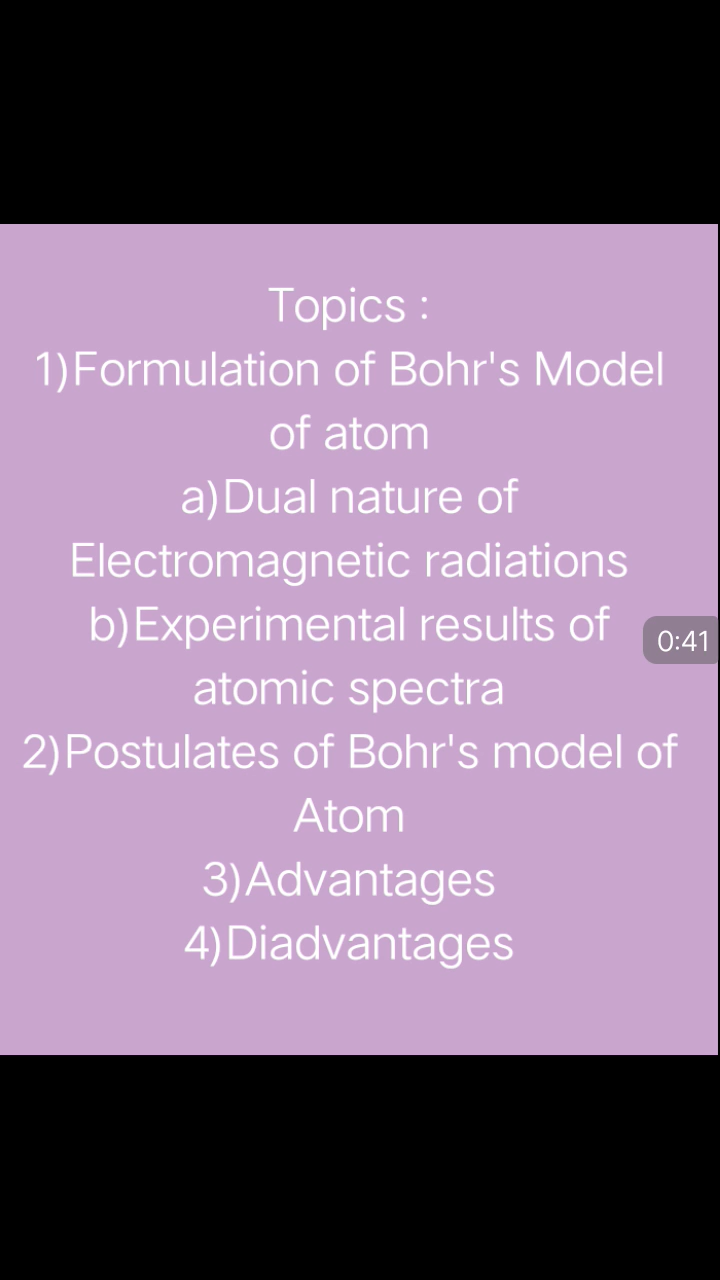 Topics :
1)Formulation of Bohr's Model
of atom
a)Dual nature of
Electromagnetic radiations
b)Experimental results of
0:41
atomic spectra
2)Postulates of Bohr's model of
Atom
3)Advantages
4)Diadvantages